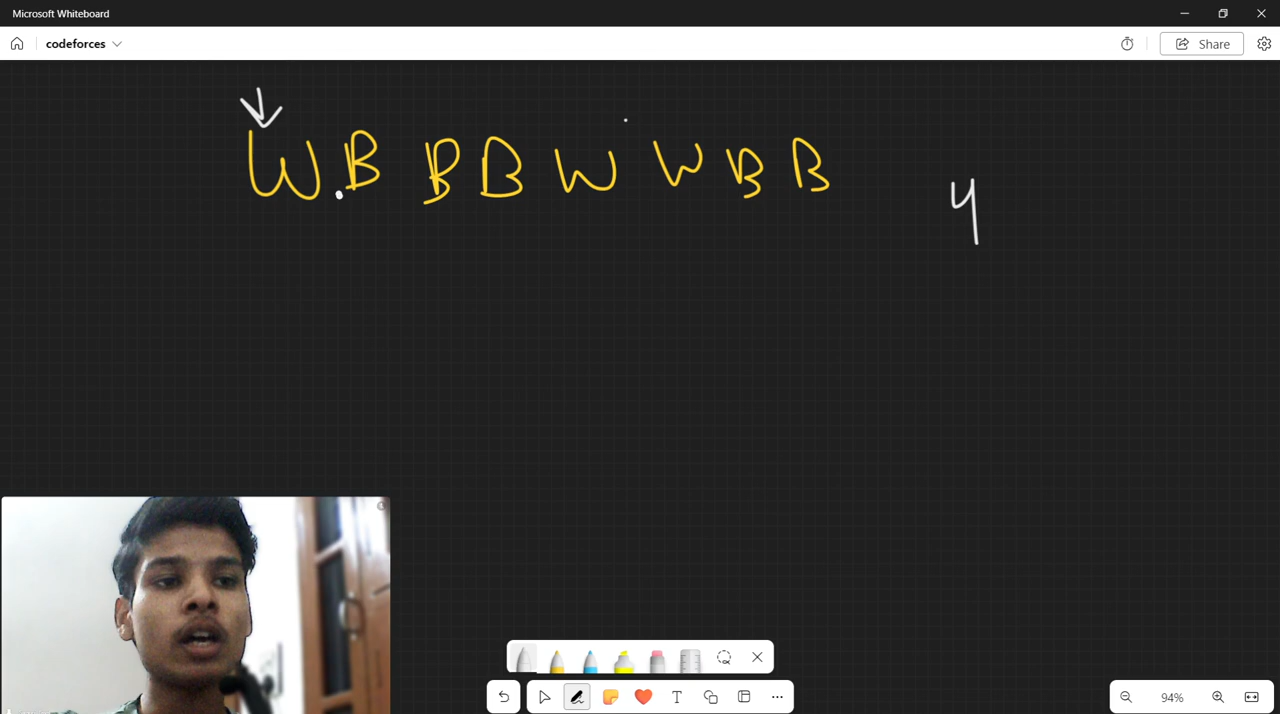 Microsoft Whiteboard
codeforces
Share
W B B B W W B B
4
94%